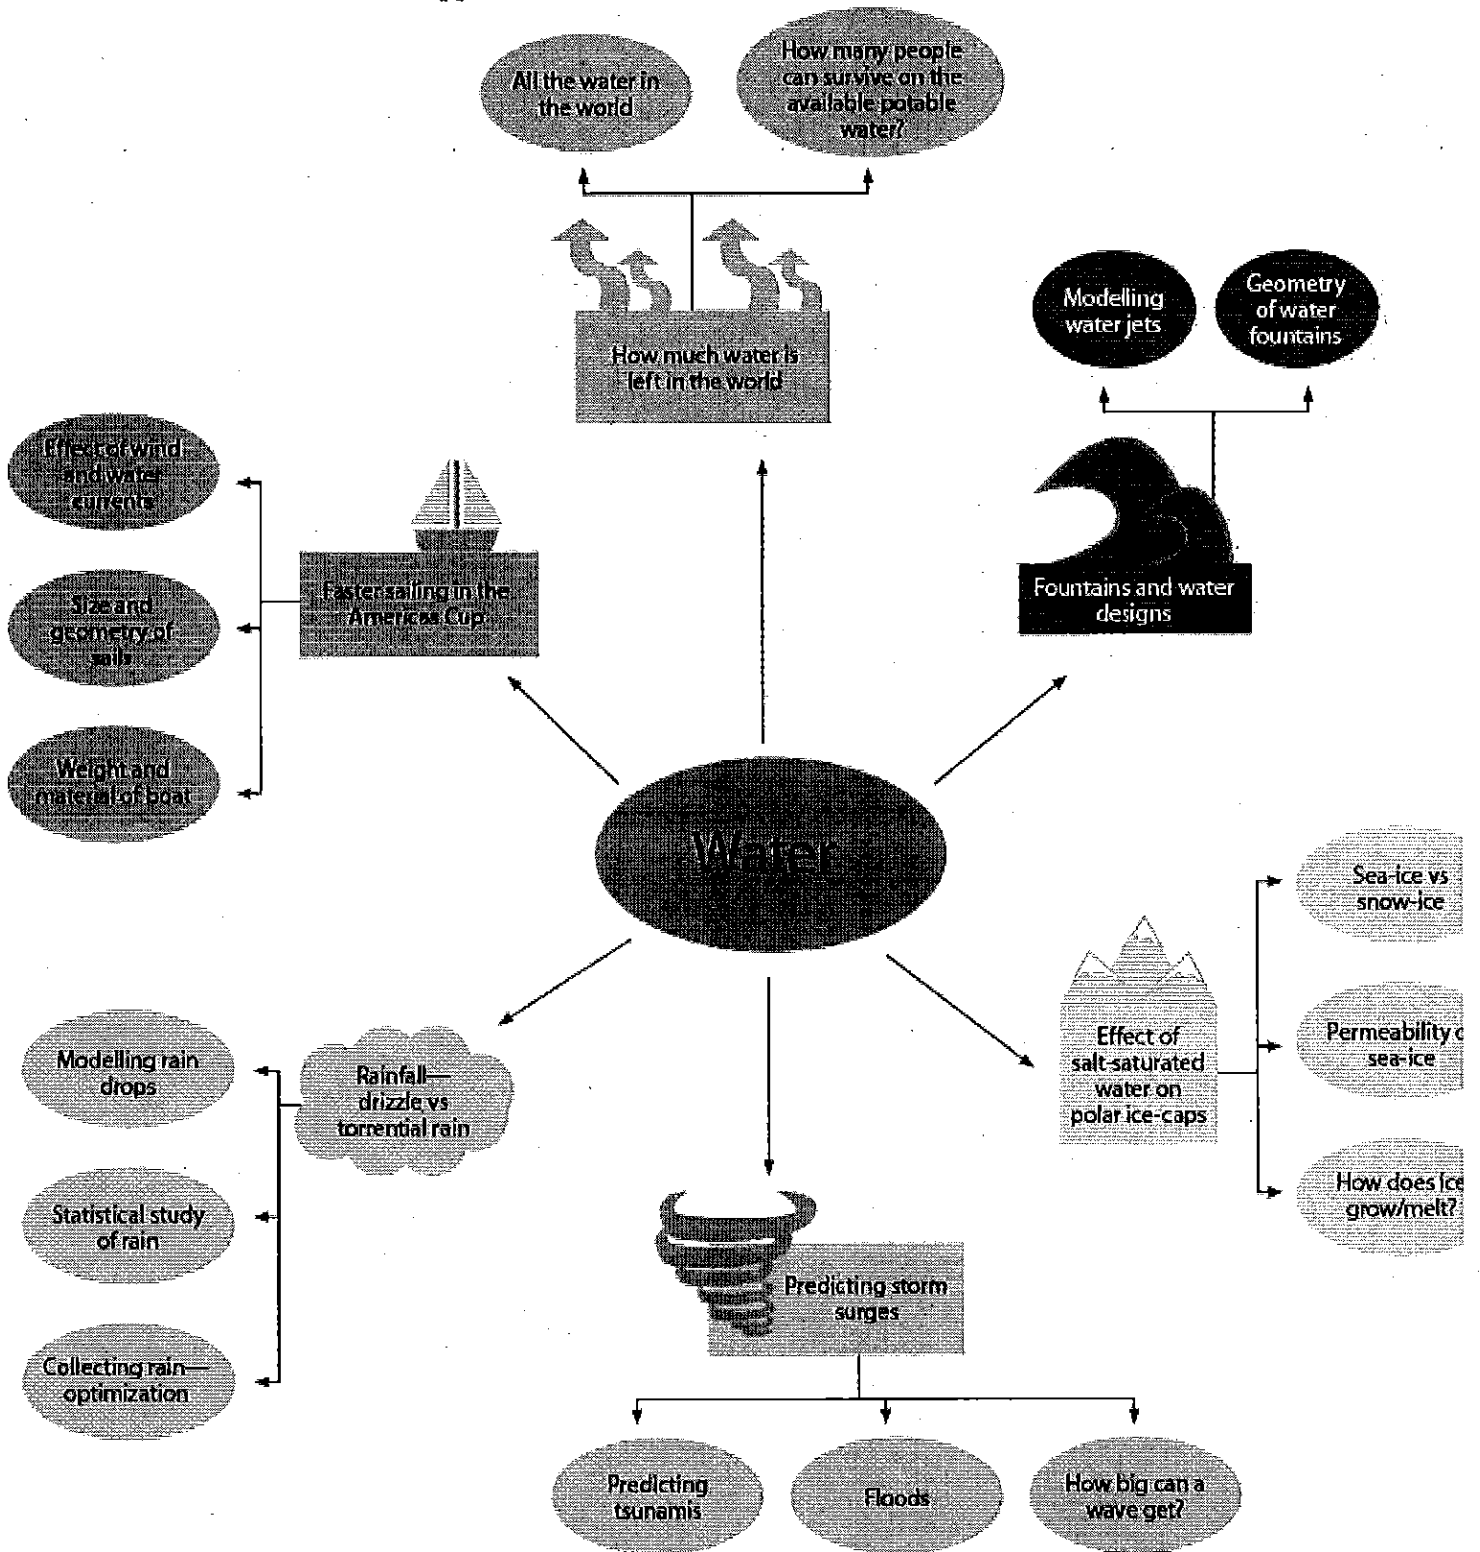 All the water in
the world
How many people
can survive on the
available potable
water?
How much water is
left in the world
Modelling
water jets
Geometry
of water
fountains
Fountains and water
designs
Effect of wind
and water
currents
Size and
geometry of
sails
Weight and
material of boat
Faster sailing in the
Americas Cup
Water
Sea-ice vs
snow-ice
Permeability o
sea-ice
How does ice
grow/melt?
Effect of
salt-saturated
water on
polar ice-caps
Modelling rain
drops
Statistical study
of rain
Collecting rain—
optimization
Rainfall—
drizzle vs
torrential rain
Predicting storm
surges
Predicting
tsunamis
Floods
How big can a
wave get?